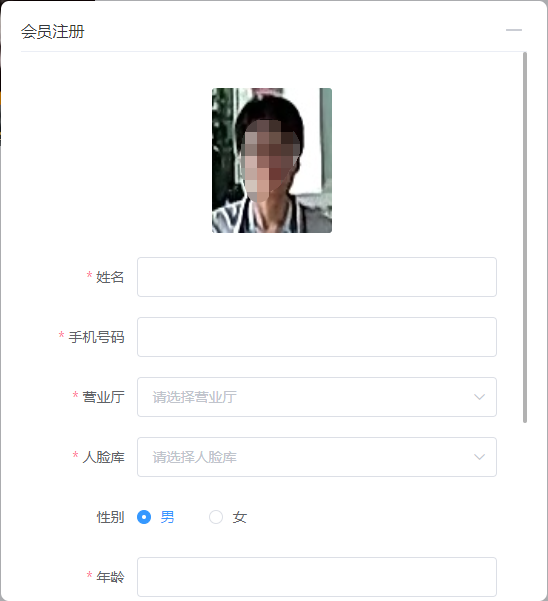 会员注册
* 姓名
* 手机号码
* 营业厅 请选择营业厅
* 人脸库 请选择人脸库
性别 男 女
* 年龄